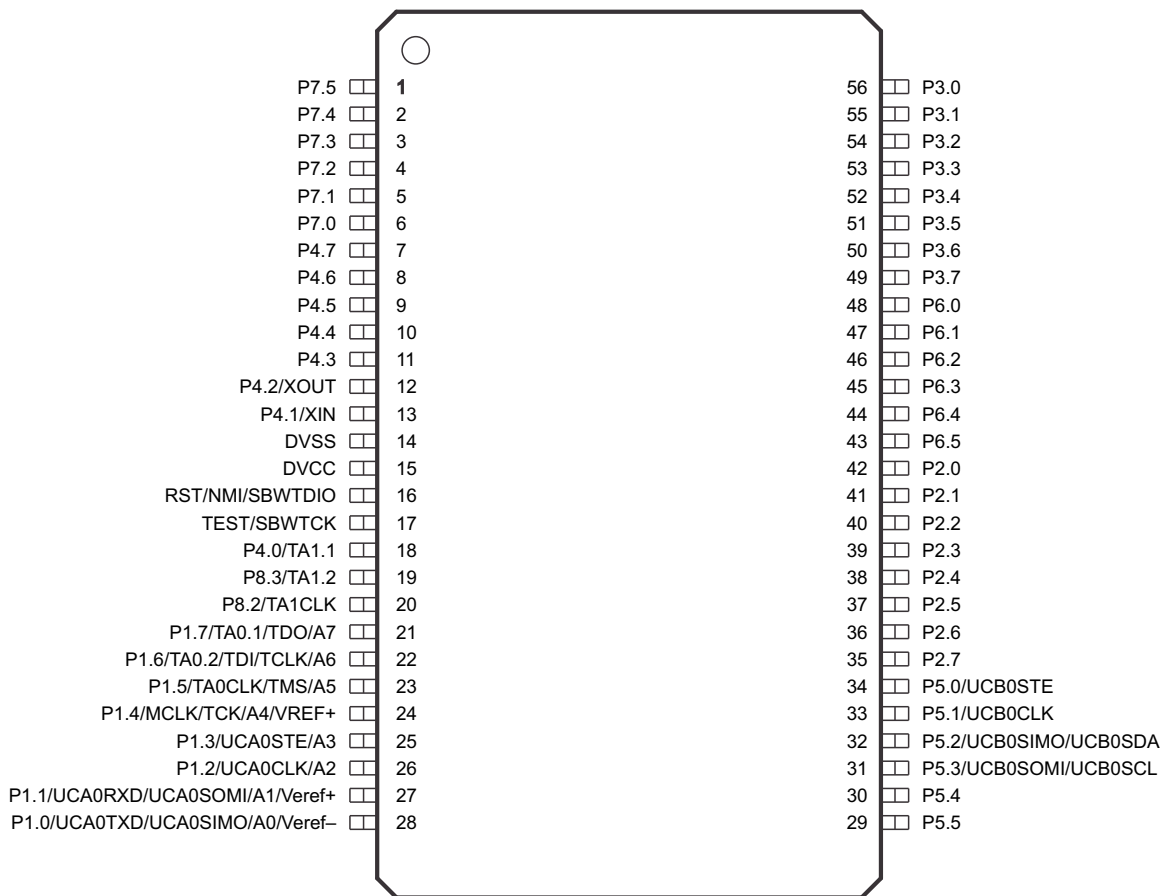 P7.5 1 56 P3.0
P7.4 2 55 P3.1
P7.3 3 54 P3.2
P7.2 4 53 P3.3
P7.1 5 52 P3.4
P7.0 6 51 P3.5
P4.7 7 50 P3.6
P4.6 8 49 P3.7
P4.5 9 48 P6.0
P4.4 10 47 P6.1
P4.3 11 46 P6.2
P4.2/XOUT 12 45 P6.3
P4.1/XIN 13 44 P6.4
DVSS 14 43 P6.5
DVCC 15 42 P2.0
RST/NMI/SBWTDIO 16 41 P2.1
TEST/SBWTCK 17 40 P2.2
P4.0/TA1.1 18 39 P2.3
P8.3/TA1.2 19 38 P2.4
P8.2/TA1CLK 20 37 P2.5
P1.7/TA0.1/TDO/A7 21 36 P2.6
P1.6/TA0.2/TDI/TCLK/A6 22 35 P2.7
P1.5/TA0CLK/TMS/A5 23 34 P5.0/UCB0STE
P1.4/MCLK/TCK/A4/VREF+ 24 33 P5.1/UCB0CLK
P1.3/UCA0STE/A3 25 32 P5.2/UCB0SIMO/UCB0SDA
P1.2/UCA0CLK/A2 26 31 P5.3/UCB0SOMI/UCB0SCL
P1.1/UCA0RXD/UCA0SOMI/A1/Veref+ 27 30 P5.4
P1.0/UCA0TXD/UCA0SIMO/A0/Veref– 28 29 P5.5